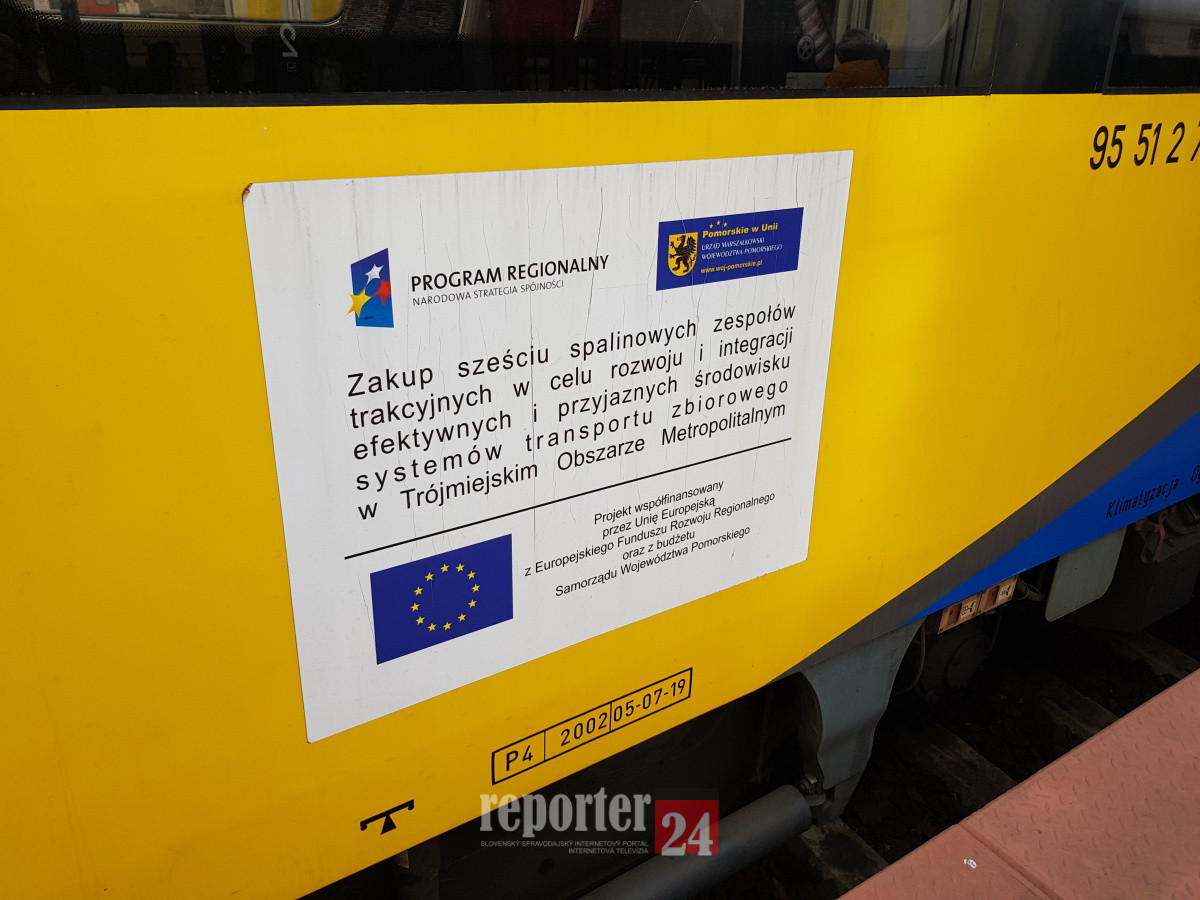 2
95 51 2
PROGRAM REGIONALNY
NARODOWA STRATEGIA SPÓJNOŚCI
Pomorskie w Unii
URZĄD MARSZAŁKOWSKI
WOJEWÓDZTWA POMORSKIEGO
www.woj-pomorskie.pl
Zakup sześciu spalinowych zespołów
trakcyjnych w celu rozwoju i integracji
efektywnych i przyjaznych środowisku
systemów transportu zbiorowego
w Trójmiejskim Obszarze Metropolitalnym
Projekt współfinansowany
przez Unię Europejską
z Europejskiego Funduszu Rozwoju Regionalnego
oraz z budżetu
Samorządu Województwa Pomorskiego
Klimatyzacja
P4 2002 05-07-19
reporter 24
SLOVENSKÝ SPRAVODAJSKÝ INTERNETOVÝ PORTÁL
INTERNETOVÁ TELEVÍZIA